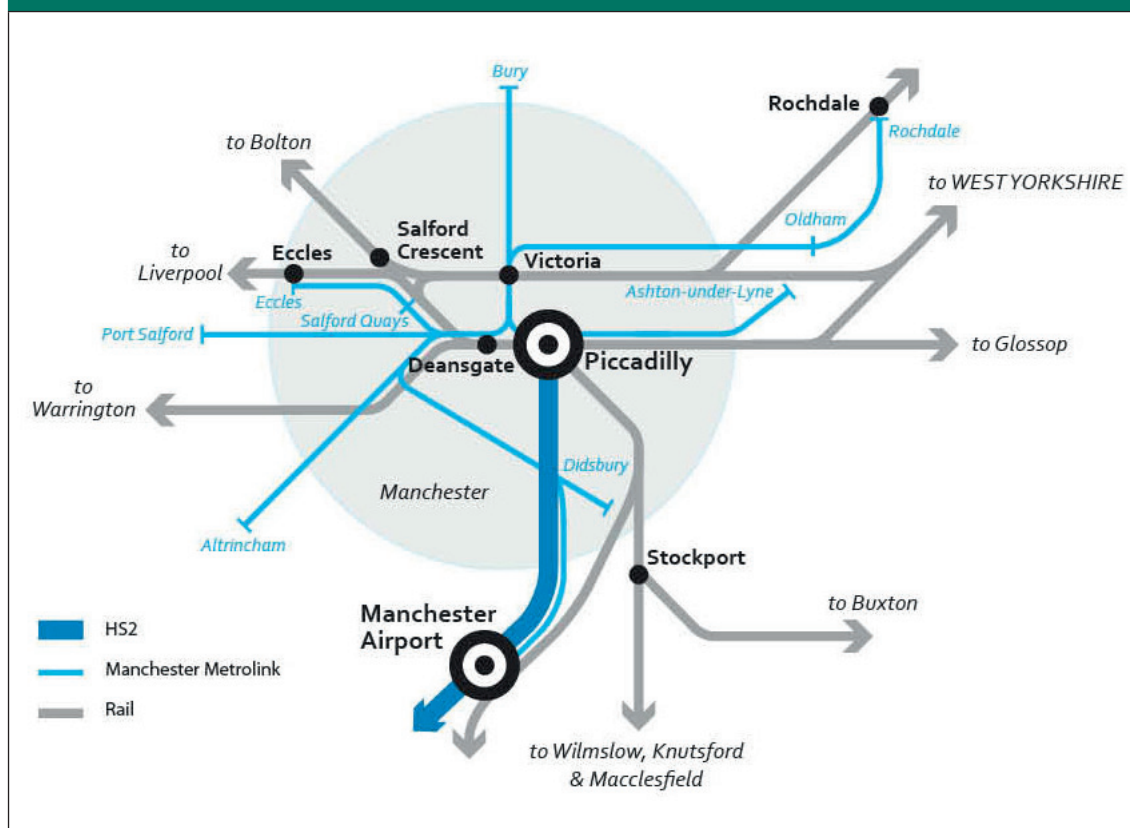 Bury
Rochdale
Rochdale
to Bolton
to WEST YORKSHIRE
Salford
Crescent
Oldham
to
Liverpool
Eccles
Victoria
Eccles
Ashton-under-Lyne
Salford Quays
Port Salford
Deansgate
Piccadilly
to Glossop
to
Warrington
Didsbury
Manchester
Altrincham
Stockport
Manchester
Airport
to Buxton
HS2
Manchester Metrolink
Rail
to Wilmslow, Knutsford
& Macclesfield